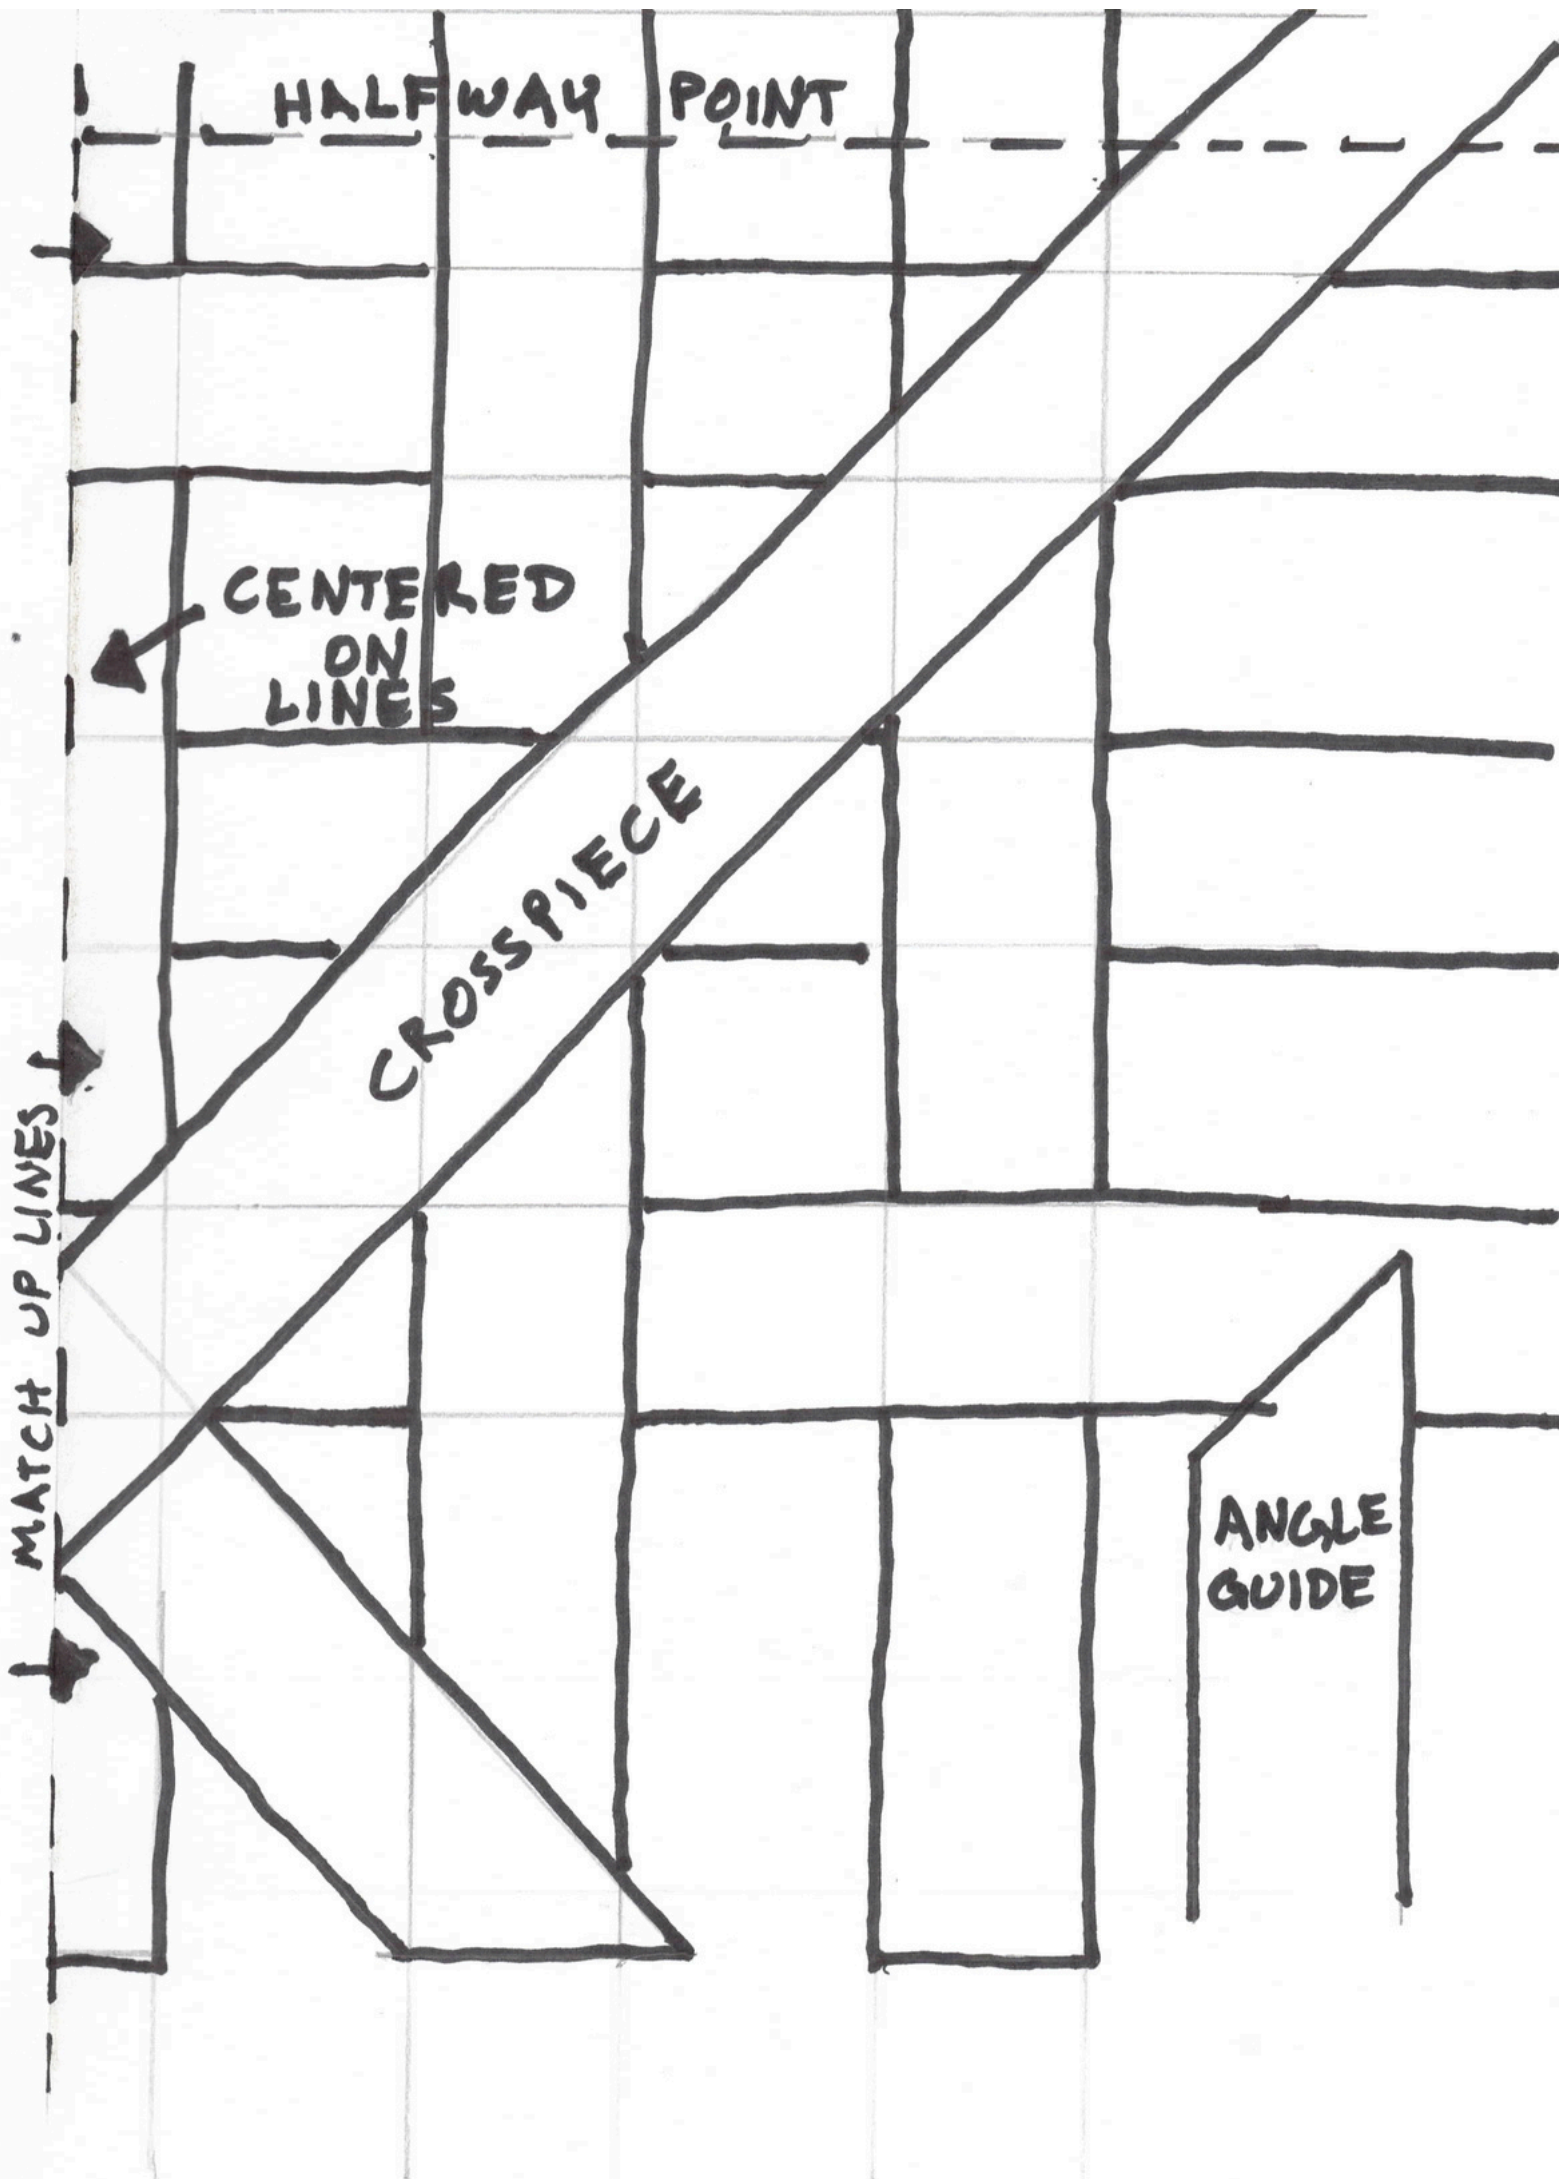 HALFWAY POINT
CENTERED
ON
LINES
CROSSPIECE
MATCH UP LINES
ANGLE
GUIDE